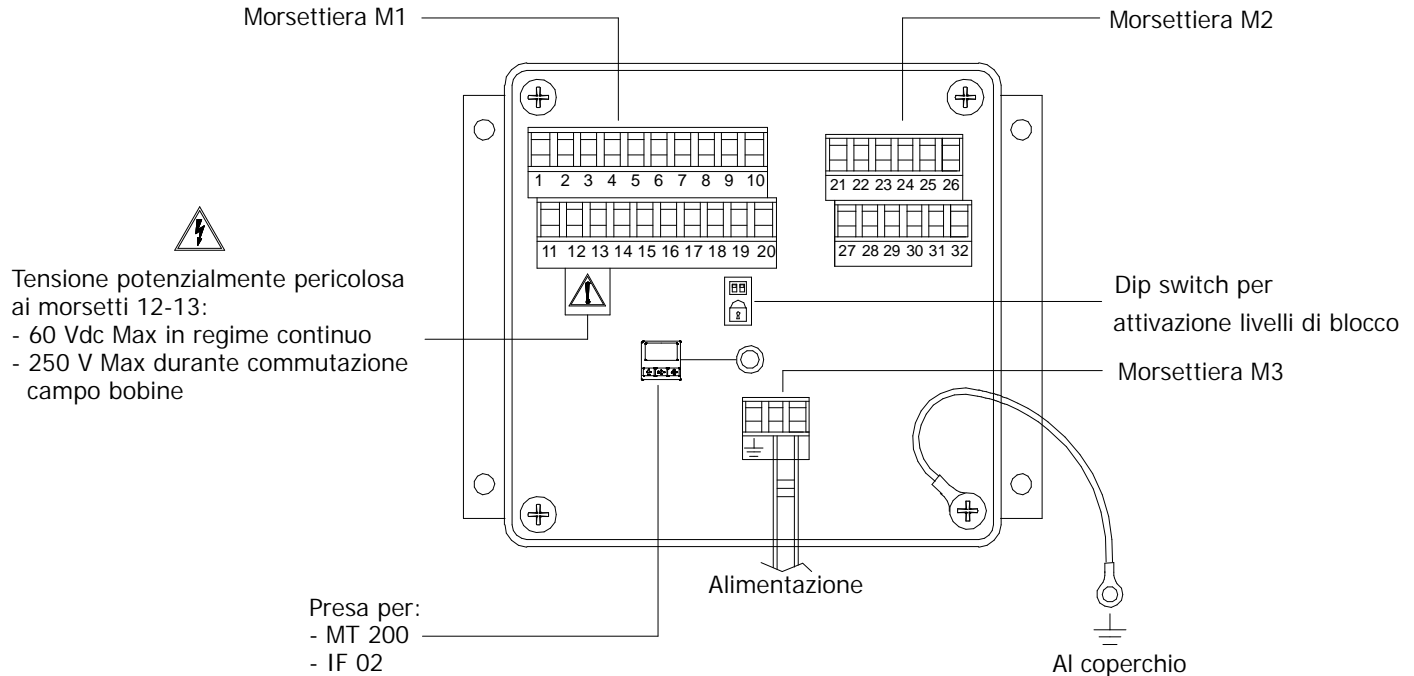 Morsettiera M1
Morsettiera M2
1 2 3 4 5 6 7 8 9 10
21 22 23 24 25 26
11 12 13 14 15 16 17 18 19 20
27 28 29 30 31 32
Tensione potenzialmente pericolosa
ai morsetti 12-13:
- 60 Vdc Max in regime continuo
- 250 V Max durante commutazione
campo bobine
Dip switch per
attivazione livelli di blocco
Morsettiera M3
Alimentazione
Presa per:
- MT 200
- IF 02
Al coperchio